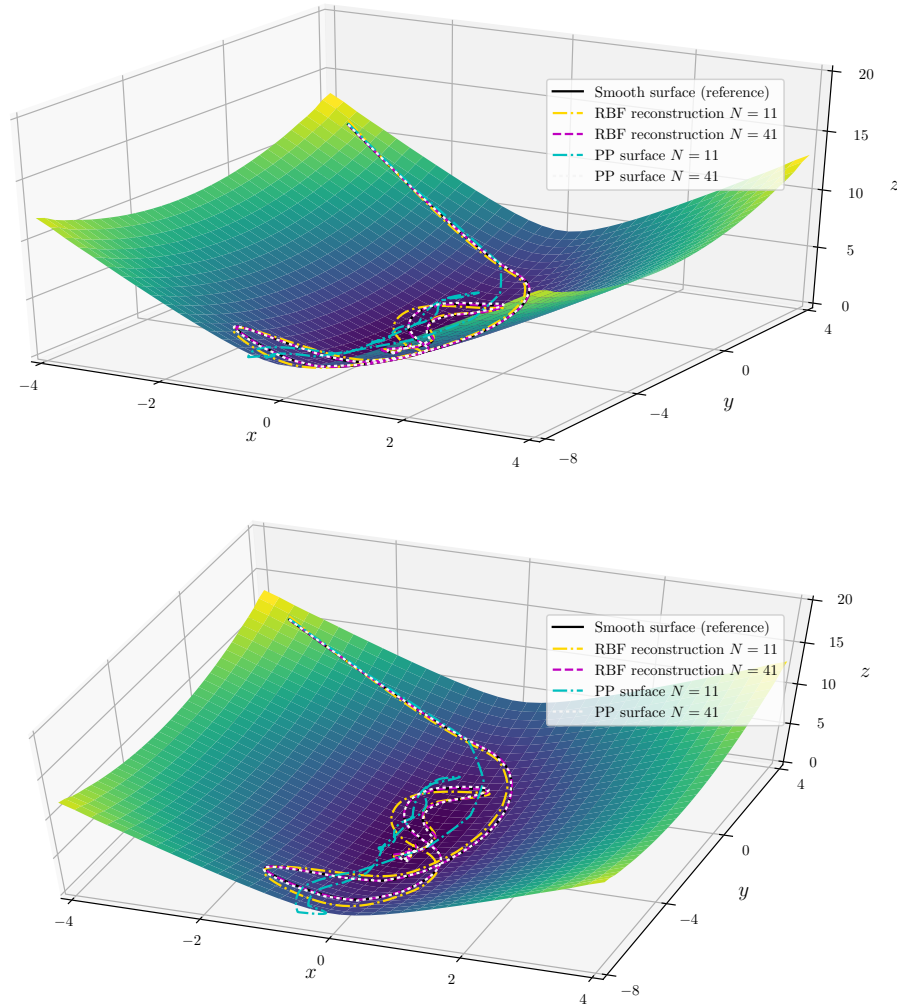 20
15
10
5
0
z
Smooth surface (reference)
RBF reconstruction N = 11
RBF reconstruction N = 41
PP surface N = 11
PP surface N = 41
−4
−2
0
2
4
x
−8
−4
0
4
y
20
15
10
5
0
z
Smooth surface (reference)
RBF reconstruction N = 11
RBF reconstruction N = 41
PP surface N = 11
PP surface N = 41
−4
−2
0
2
4
x
−8
−4
0
4
y